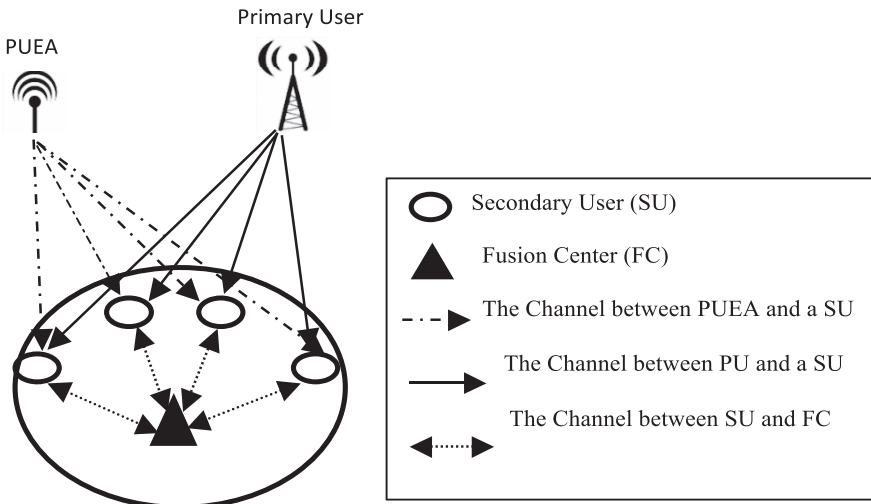 Primary User
PUEA
Secondary User (SU)
Fusion Center (FC)
The Channel between PUEA and a SU
The Channel between PU and a SU
The Channel between SU and FC